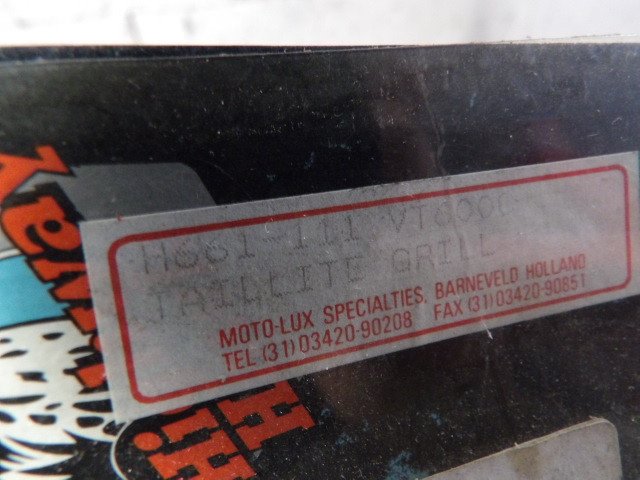 H661-111 VT600C
TAILLITE GRILL
MOTO-LUX SPECIALTIES, BARNEVELD HOLLAND
TEL (31) 03420-90208 FAX (31) 03420-90851